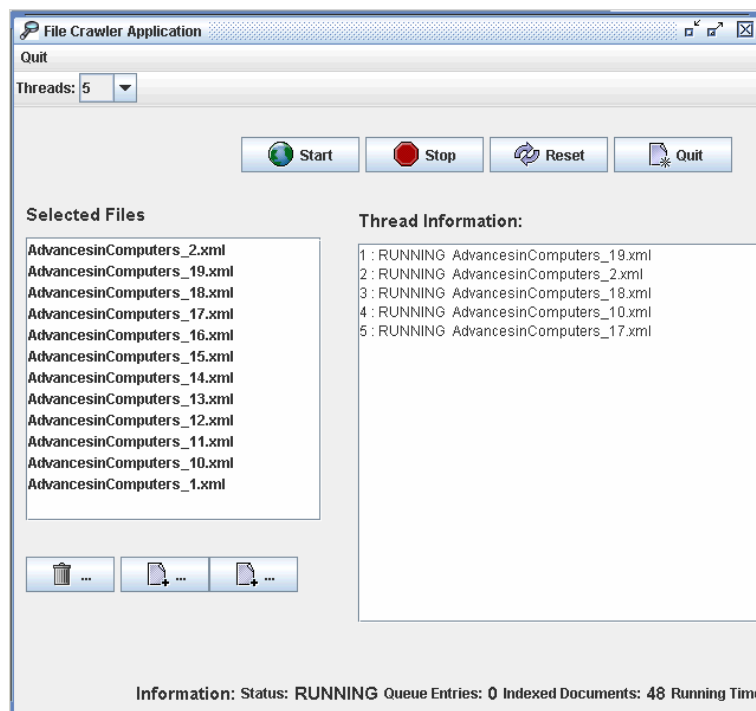 File Crawler Application
Quit
Threads: 5
Start Stop Reset Quit
Selected Files
AdvancesinComputers_2.xml
AdvancesinComputers_19.xml
AdvancesinComputers_18.xml
AdvancesinComputers_17.xml
AdvancesinComputers_16.xml
AdvancesinComputers_15.xml
AdvancesinComputers_14.xml
AdvancesinComputers_13.xml
AdvancesinComputers_12.xml
AdvancesinComputers_11.xml
AdvancesinComputers_10.xml
AdvancesinComputers_1.xml
... ... ...
Thread Information:
1 : RUNNING AdvancesinComputers_19.xml
2 : RUNNING AdvancesinComputers_2.xml
3 : RUNNING AdvancesinComputers_18.xml
4 : RUNNING AdvancesinComputers_10.xml
5 : RUNNING AdvancesinComputers_17.xml
Information: Status: RUNNING Queue Entries: 0 Indexed Documents: 48 Running Time